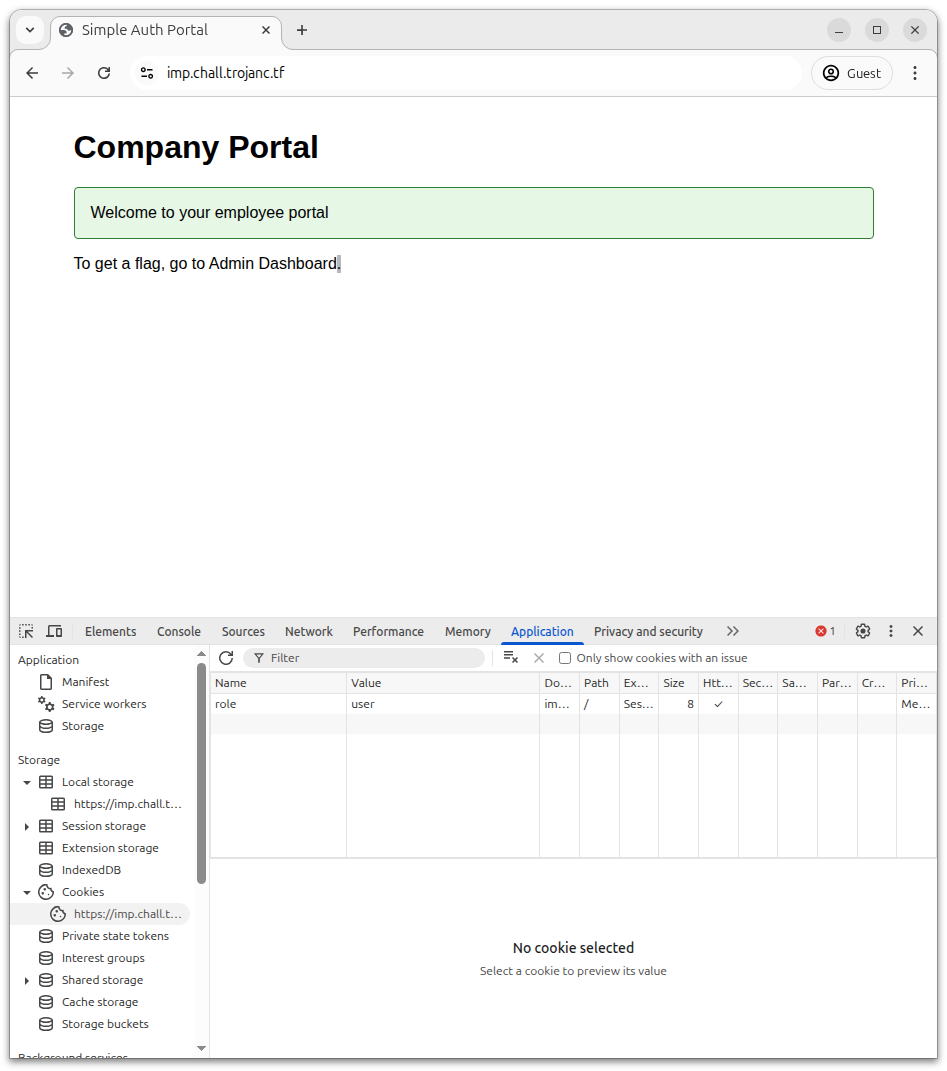 Simple Auth Portal
imp.chall.trojanc.tf
Guest
Company Portal
Welcome to your employee portal
To get a flag, go to Admin Dashboard.
Elements Console Sources Network Performance Memory Application Privacy and security 1
Application
Manifest
Service workers
Storage
Storage
Local storage
https://imp.chall.t…
Session storage
Extension storage
IndexedDB
Cookies
https://imp.chall.t…
Private state tokens
Interest groups
Shared storage
Cache storage
Storage buckets
Background services
Filter Only show cookies with an issue
Name Value Do… Path Ex… Size Htt… Sec… Sa… Par… Cr… Pri…
role user im… / Ses… 8 ✓ Me…
No cookie selected
Select a cookie to preview its value